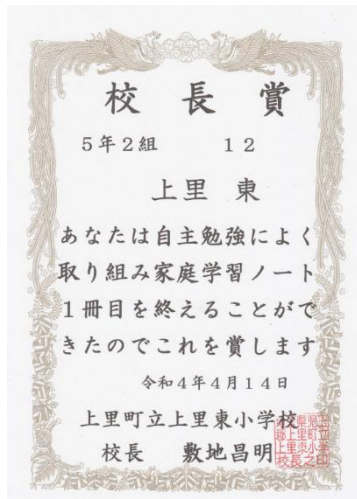 校長賞
5年2組　　12
上里　東
あなたは自主勉強によく
取り組み家庭学習ノート
1冊目を終えることがで
きたのでこれを賞します
令和4年4月14日
上里町立上里東小学校
校長　敷地昌明